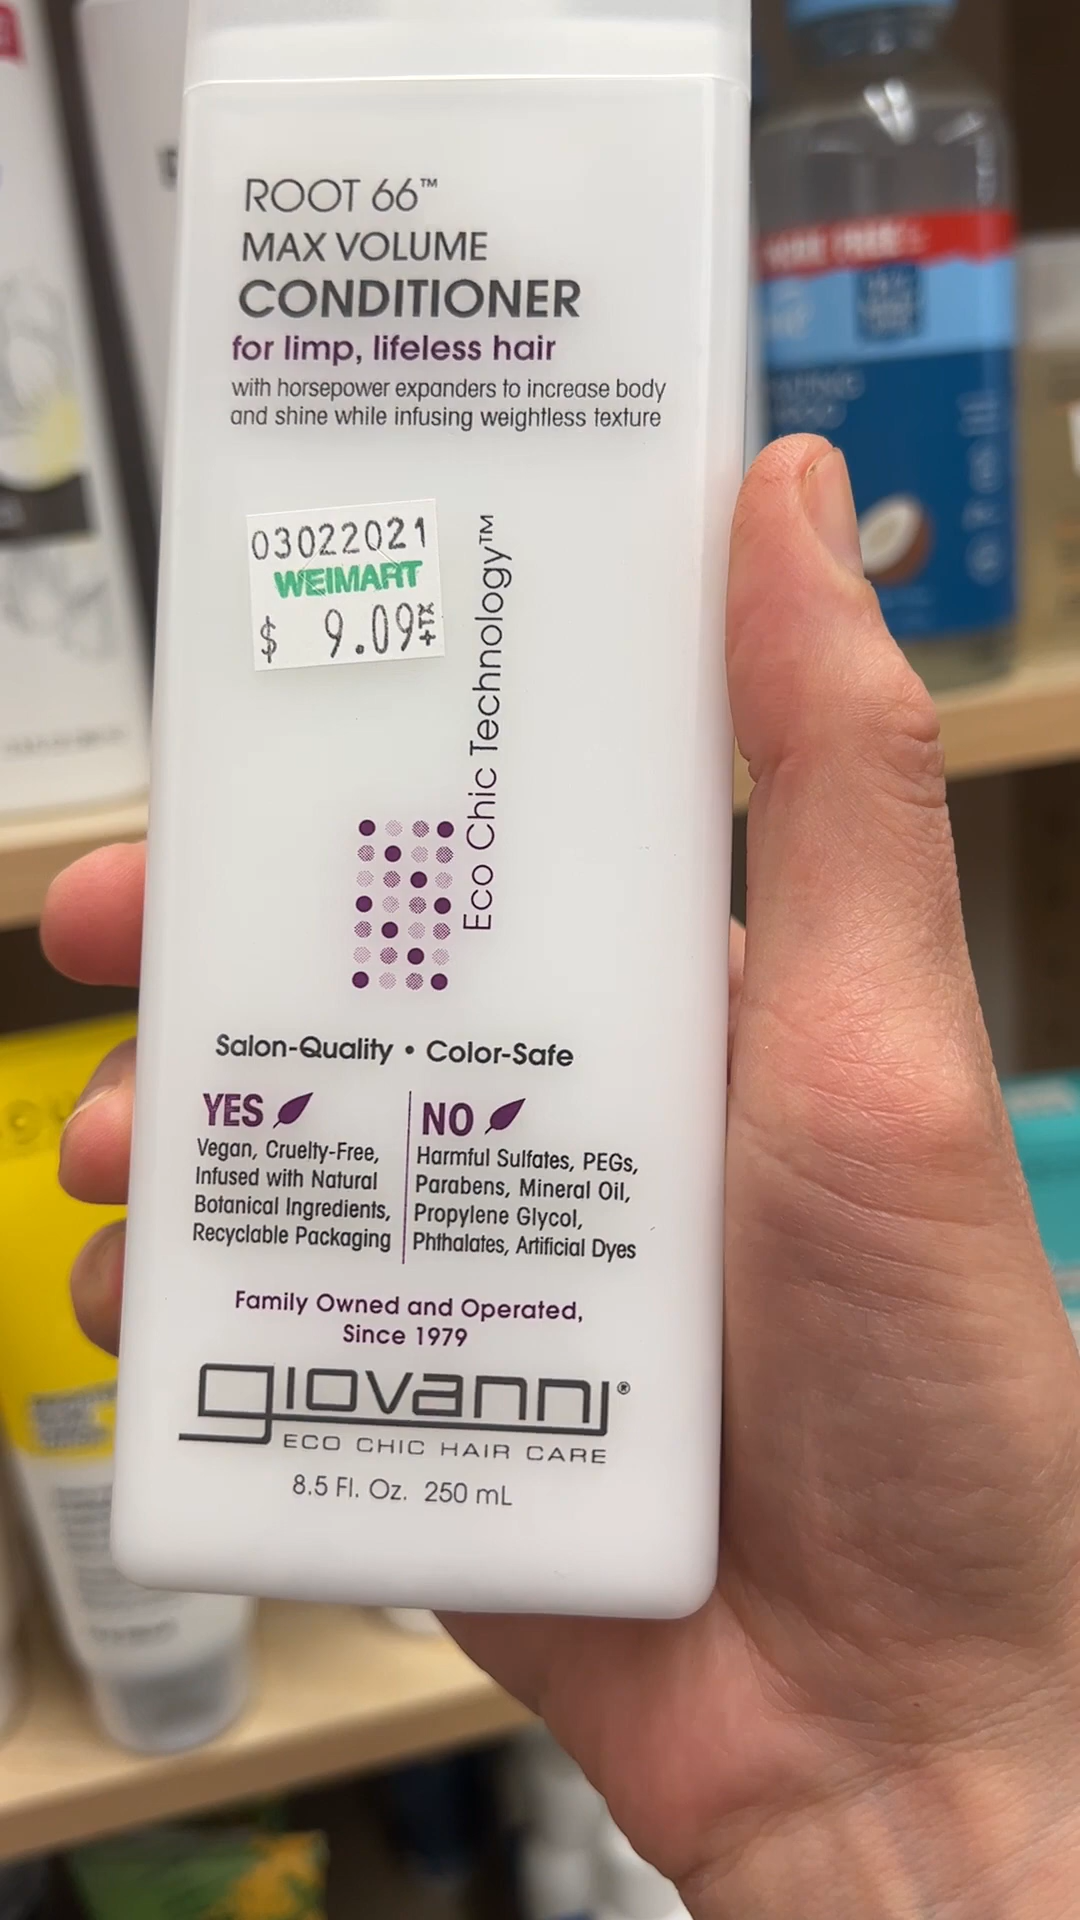 ROOT 66™
MAX VOLUME
CONDITIONER
for limp, lifeless hair
with horsepower expanders to increase body
and shine while infusing weightless texture
03022021
WEIMART
$ 9.09
Eco Chic Technology™
Salon-Quality • Color-Safe
YES
Vegan, Cruelty-Free,
Infused with Natural
Botanical Ingredients,
Recyclable Packaging
NO
Harmful Sulfates, PEGs,
Parabens, Mineral Oil,
Propylene Glycol,
Phthalates, Artificial Dyes
Family Owned and Operated,
Since 1979
giovanni®
ECO CHIC HAIR CARE
8.5 Fl. Oz. 250 mL